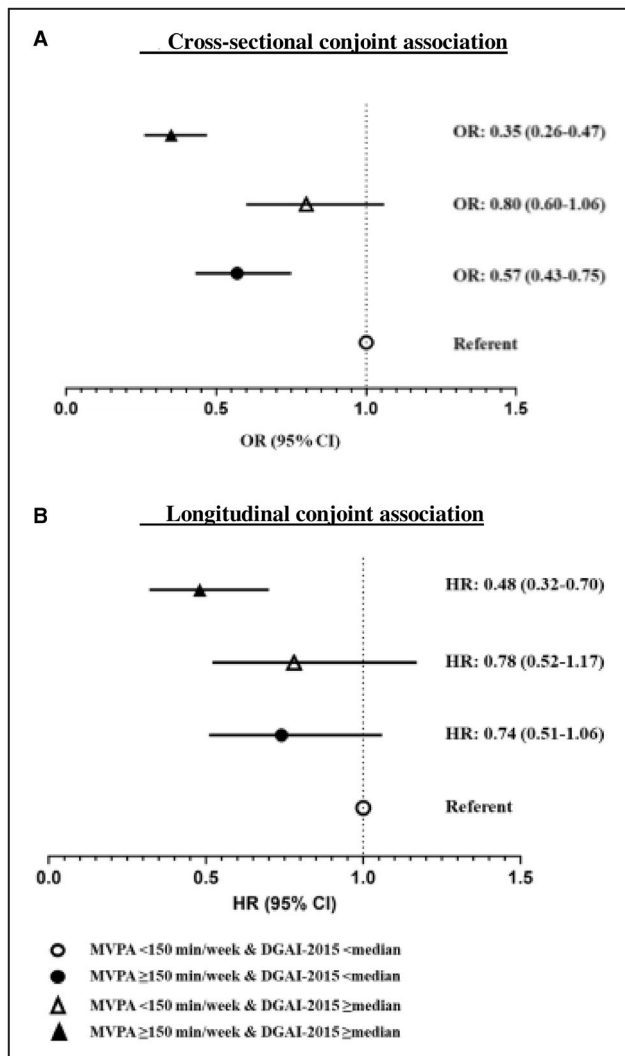 A
Cross-sectional conjoint association
OR: 0.35 (0.26-0.47)
OR: 0.80 (0.60-1.06)
OR: 0.57 (0.43-0.75)
Referent
0.0 0.5 1.0 1.5
OR (95% CI)
B
Longitudinal conjoint association
HR: 0.48 (0.32-0.70)
HR: 0.78 (0.52-1.17)
HR: 0.74 (0.51-1.06)
Referent
0.0 0.5 1.0 1.5
HR (95% CI)
MVPA <150 min/week & DGAI-2015 <median
MVPA ≥150 min/week & DGAI-2015 <median
MVPA <150 min/week & DGAI-2015 ≥median
MVPA ≥150 min/week & DGAI-2015 ≥median